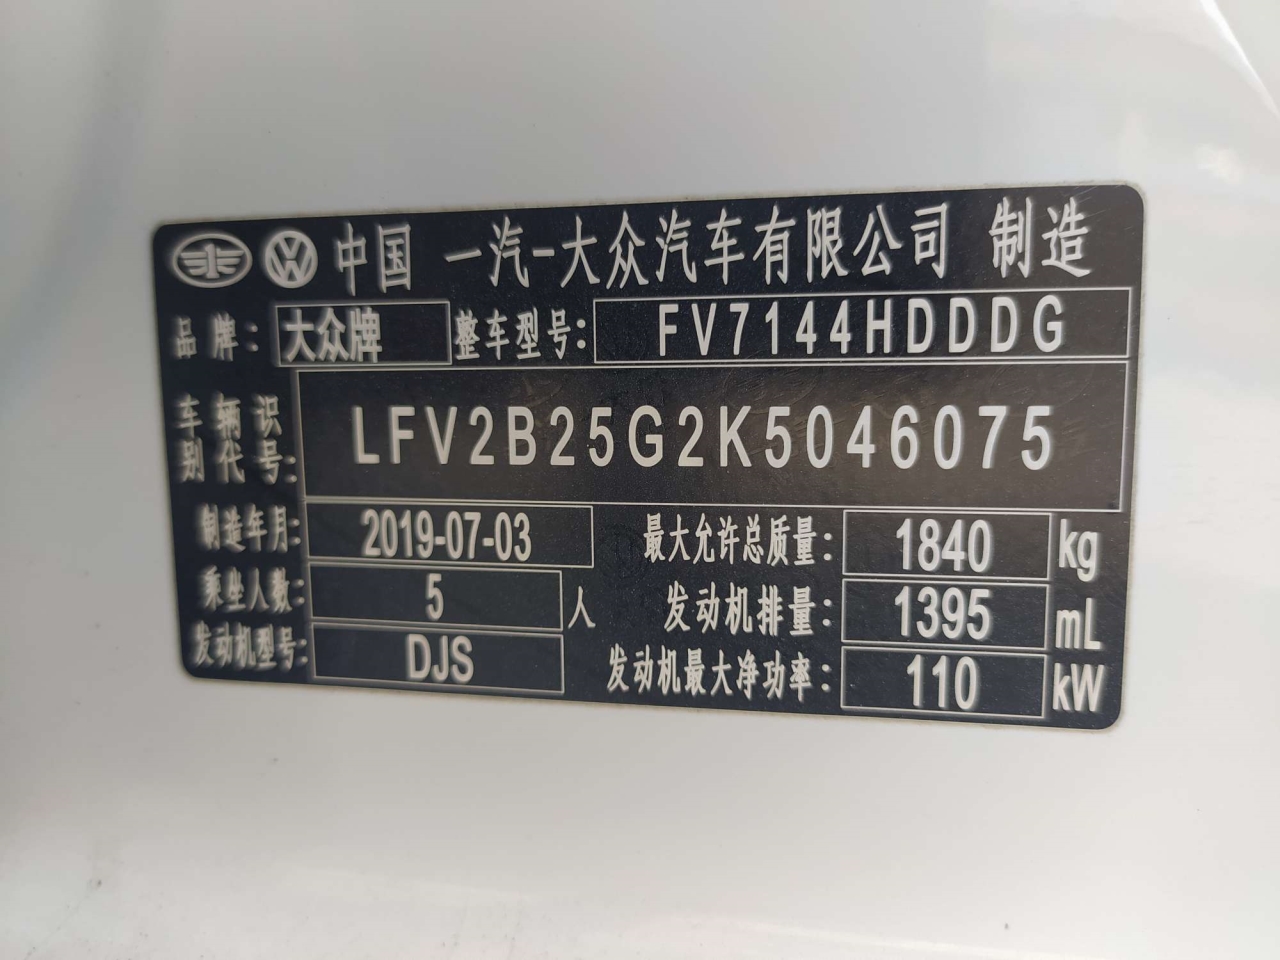 中国 一汽-大众汽车有限公司 制造
品牌: 大众牌 整车型号: FV7144HDDDG
车辆识别代号: LFV2B25G2K5046075
制造年月: 2019-07-03 最大允许总质量: 1840 kg
乘坐人数: 5 人 发动机排量: 1395 mL
发动机型号: DJS 发动机最大净功率: 110 kW